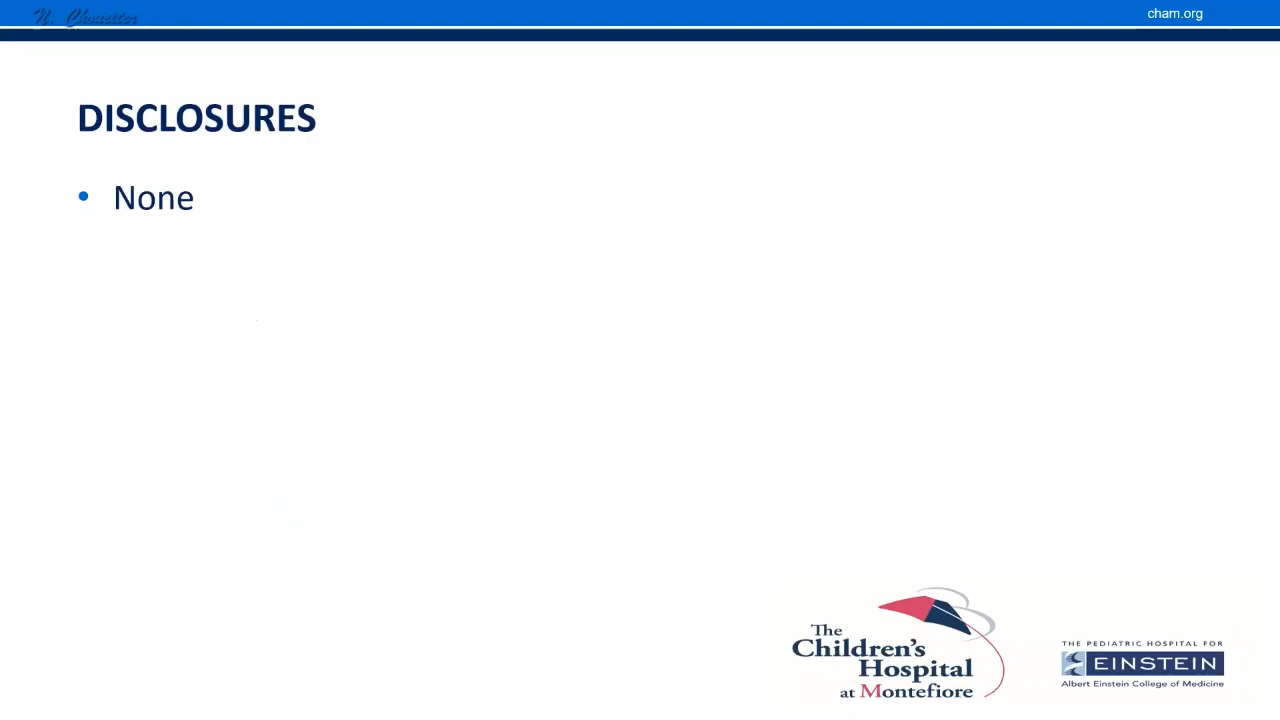 cham.org
DISCLOSURES
• None
The
Children's
Hospital
at Montefiore
THE PEDIATRIC HOSPITAL FOR
EINSTEIN
Albert Einstein College of Medicine